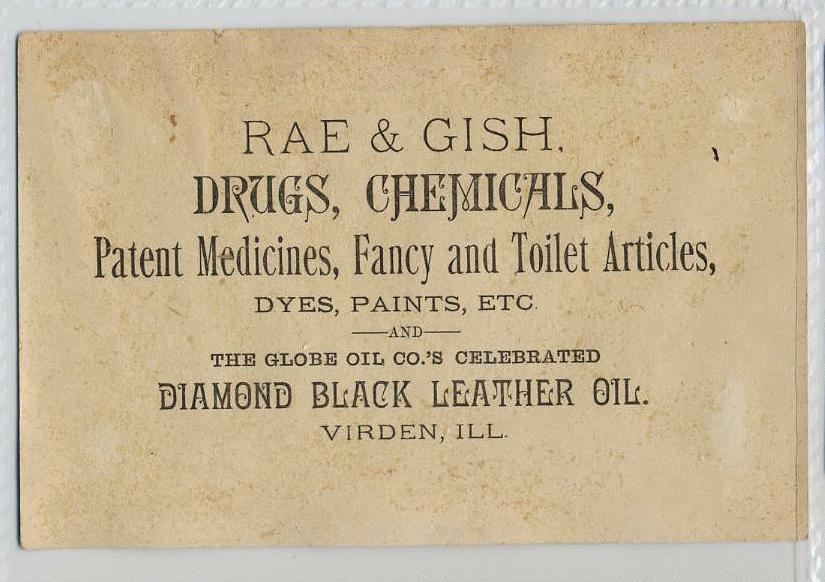 RAE & GISH,
DRUGS, CHEMICALS,
Patent Medicines, Fancy and Toilet Articles,
DYES, PAINTS, ETC.
AND
THE GLOBE OIL CO.'S CELEBRATED
DIAMOND BLACK LEATHER OIL.
VIRDEN, ILL.